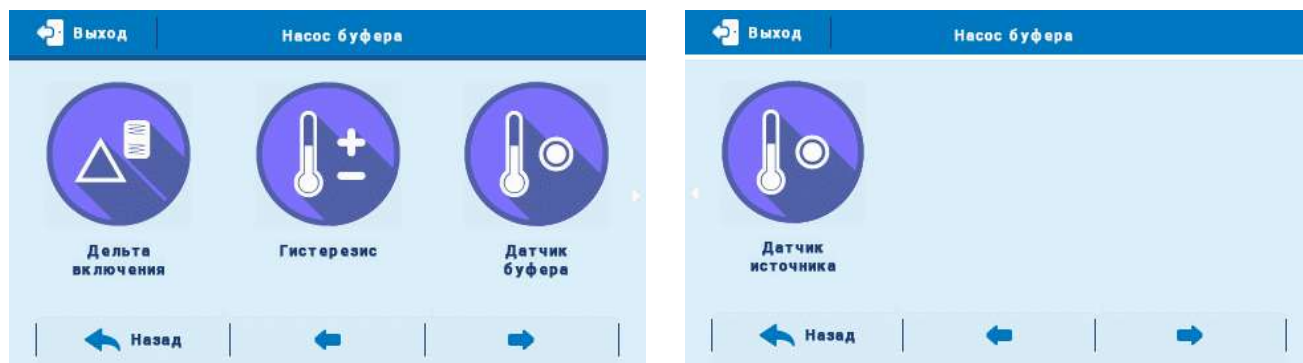 Выход
Насос буфера
Дельта
включения
Гистерезис
Датчик
буфера
Назад
Выход
Насос буфера
Датчик
источника
Назад